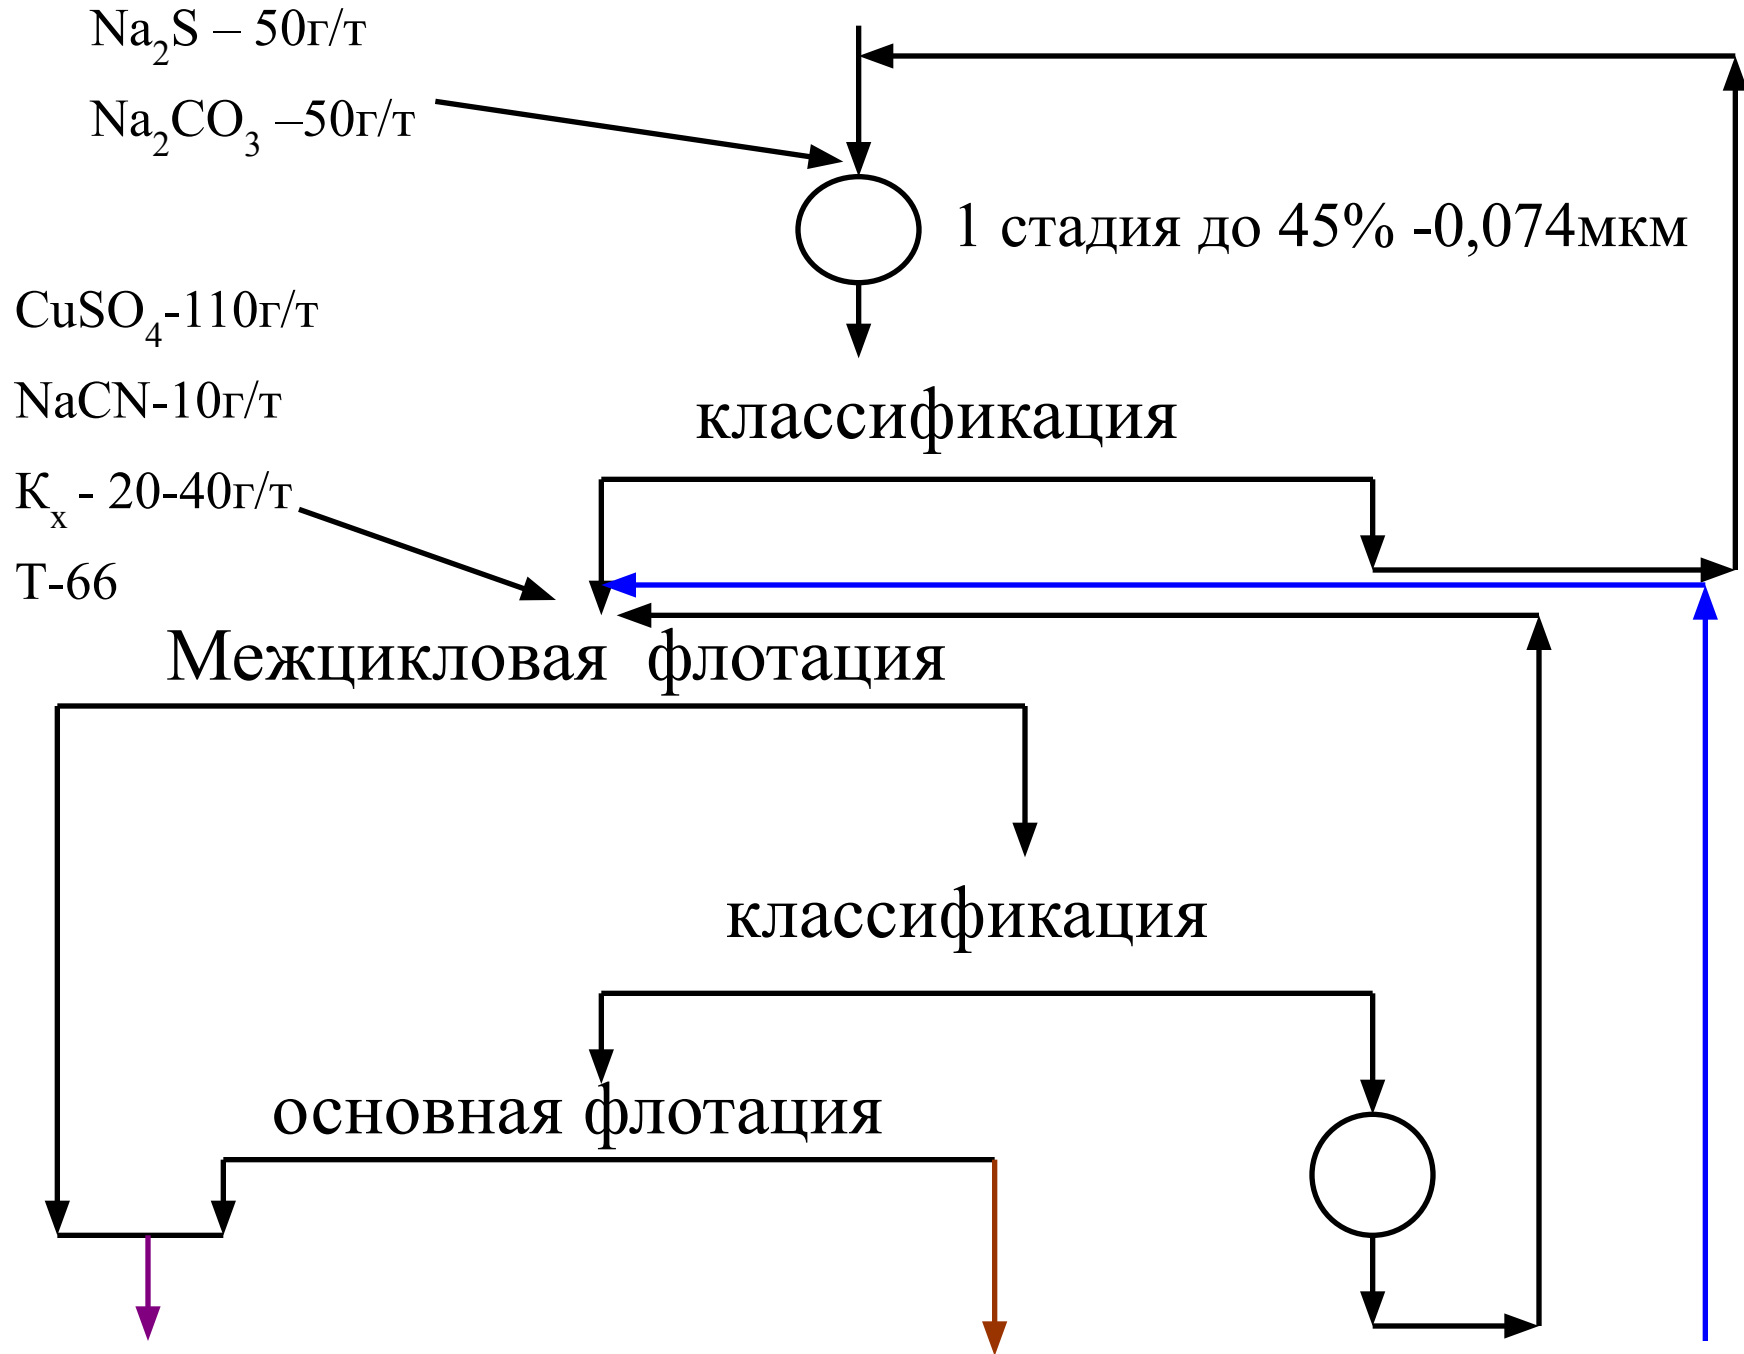 Na₂S – 50г/т
Na₂CO₃ –50г/т
1 стадия до 45% -0,074мкм
CuSO₄-110г/т
NaCN-10г/т
Kₓ - 20-40г/т
Т-66
классификация
Межцикловая флотация
классификация
основная флотация